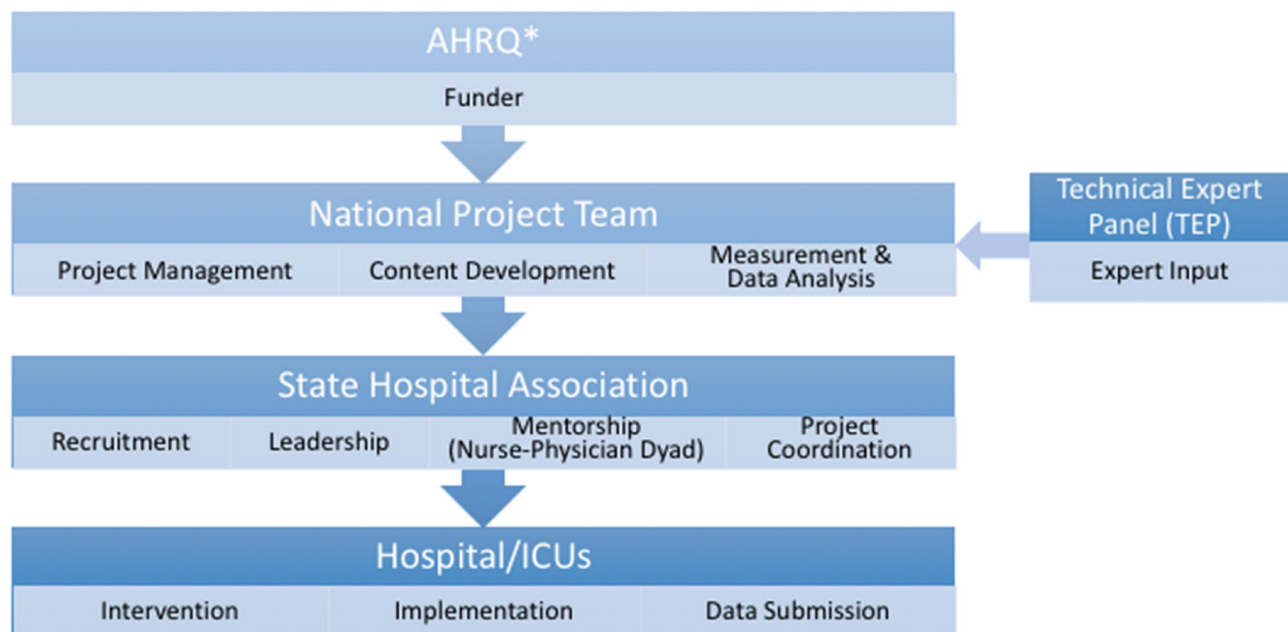 AHRQ*
Funder
National Project Team
Project Management
Content Development
Measurement &
Data Analysis
Technical Expert
Panel (TEP)
Expert Input
State Hospital Association
Recruitment
Leadership
Mentorship
(Nurse-Physician Dyad)
Project
Coordination
Hospital/ICUs
Intervention
Implementation
Data Submission